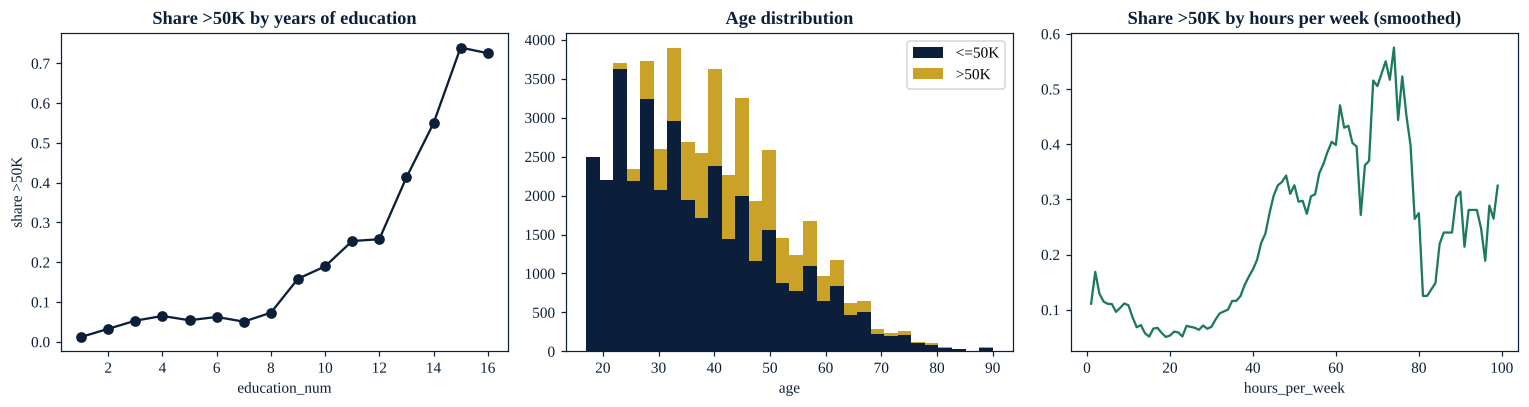 Share >50K by years of education
share >50K
0.7
0.6
0.5
0.4
0.3
0.2
0.1
0.0
2 4 6 8 10 12 14 16
education_num
Age distribution
4000
3500
3000
2500
2000
1500
1000
500
0
<=50K
>50K
20 30 40 50 60 70 80 90
age
Share >50K by hours per week (smoothed)
0.6
0.5
0.4
0.3
0.2
0.1
0 20 40 60 80 100
hours_per_week